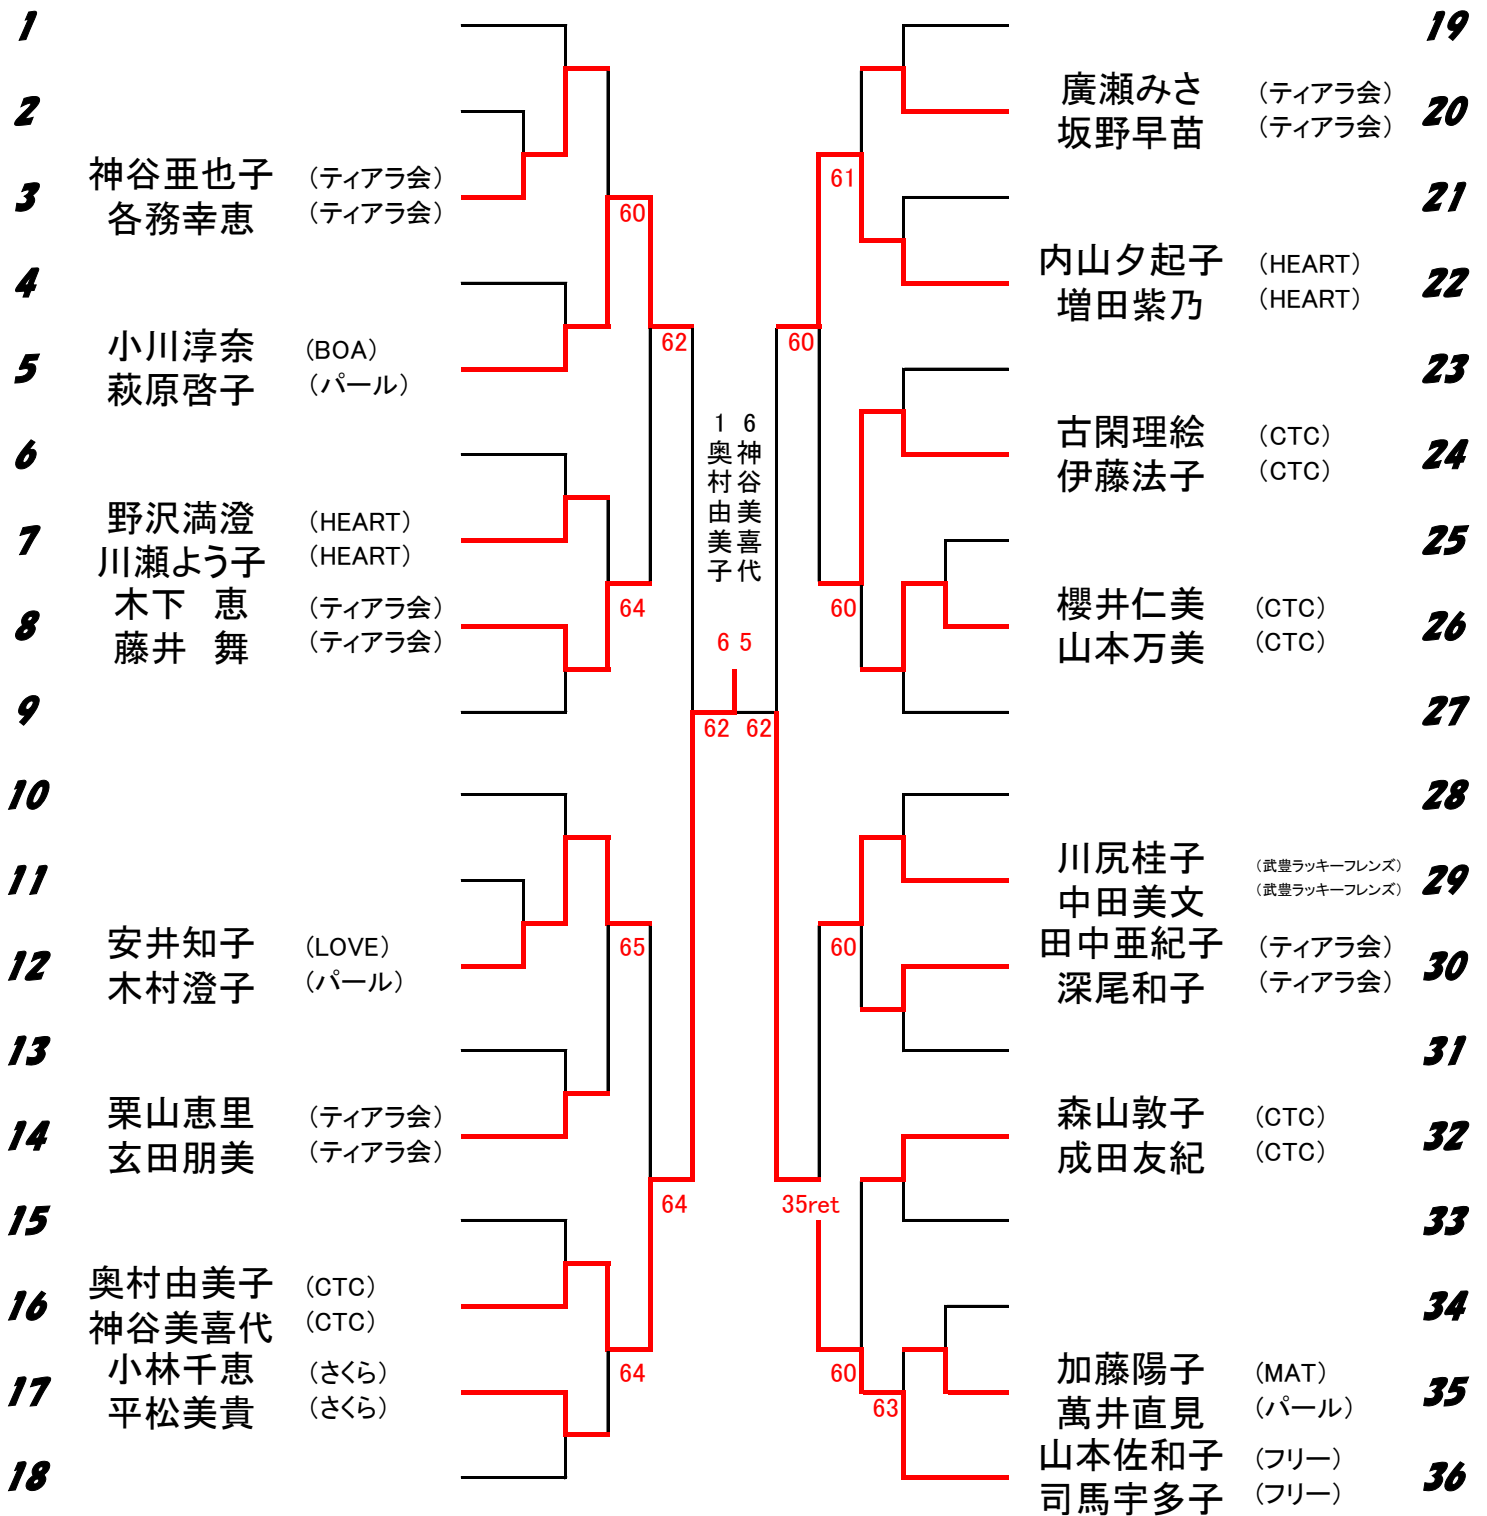 1
2
3
神谷亜也子 (ティアラ会)
各務幸恵 (ティアラ会)
4
5
小川淳奈 (BOA)
萩原啓子 (パール)
6
7
野沢満澄 (HEART)
川瀬よう子 (HEART)
8
木下 恵 (ティアラ会)
藤井 舞 (ティアラ会)
9
10
11
12
安井知子 (LOVE)
木村澄子 (パール)
13
14
栗山恵里 (ティアラ会)
玄田朋美 (ティアラ会)
15
16
奥村由美子 (CTC)
神谷美喜代 (CTC)
17
小林千恵 (さくら)
平松美貴 (さくら)
18
60
64
65
64
62
64
62
1奥村由美子
6神谷美喜代
6 5
62
60
35ret
61
60
60
60
63
19
廣瀬みさ (ティアラ会)
坂野早苗 (ティアラ会)
20
21
内山夕起子 (HEART)
増田紫乃 (HEART)
22
23
古閑理絵 (CTC)
伊藤法子 (CTC)
24
25
櫻井仁美 (CTC)
山本万美 (CTC)
26
27
28
川尻桂子 (武豊ラッキーフレンズ)
中田美文 (武豊ラッキーフレンズ)
29
田中亜紀子 (ティアラ会)
深尾和子 (ティアラ会)
30
31
森山敦子 (CTC)
成田友紀 (CTC)
32
33
34
加藤陽子 (MAT)
萬井直見 (パール)
35
山本佐和子 (フリー)
司馬宇多子 (フリー)
36